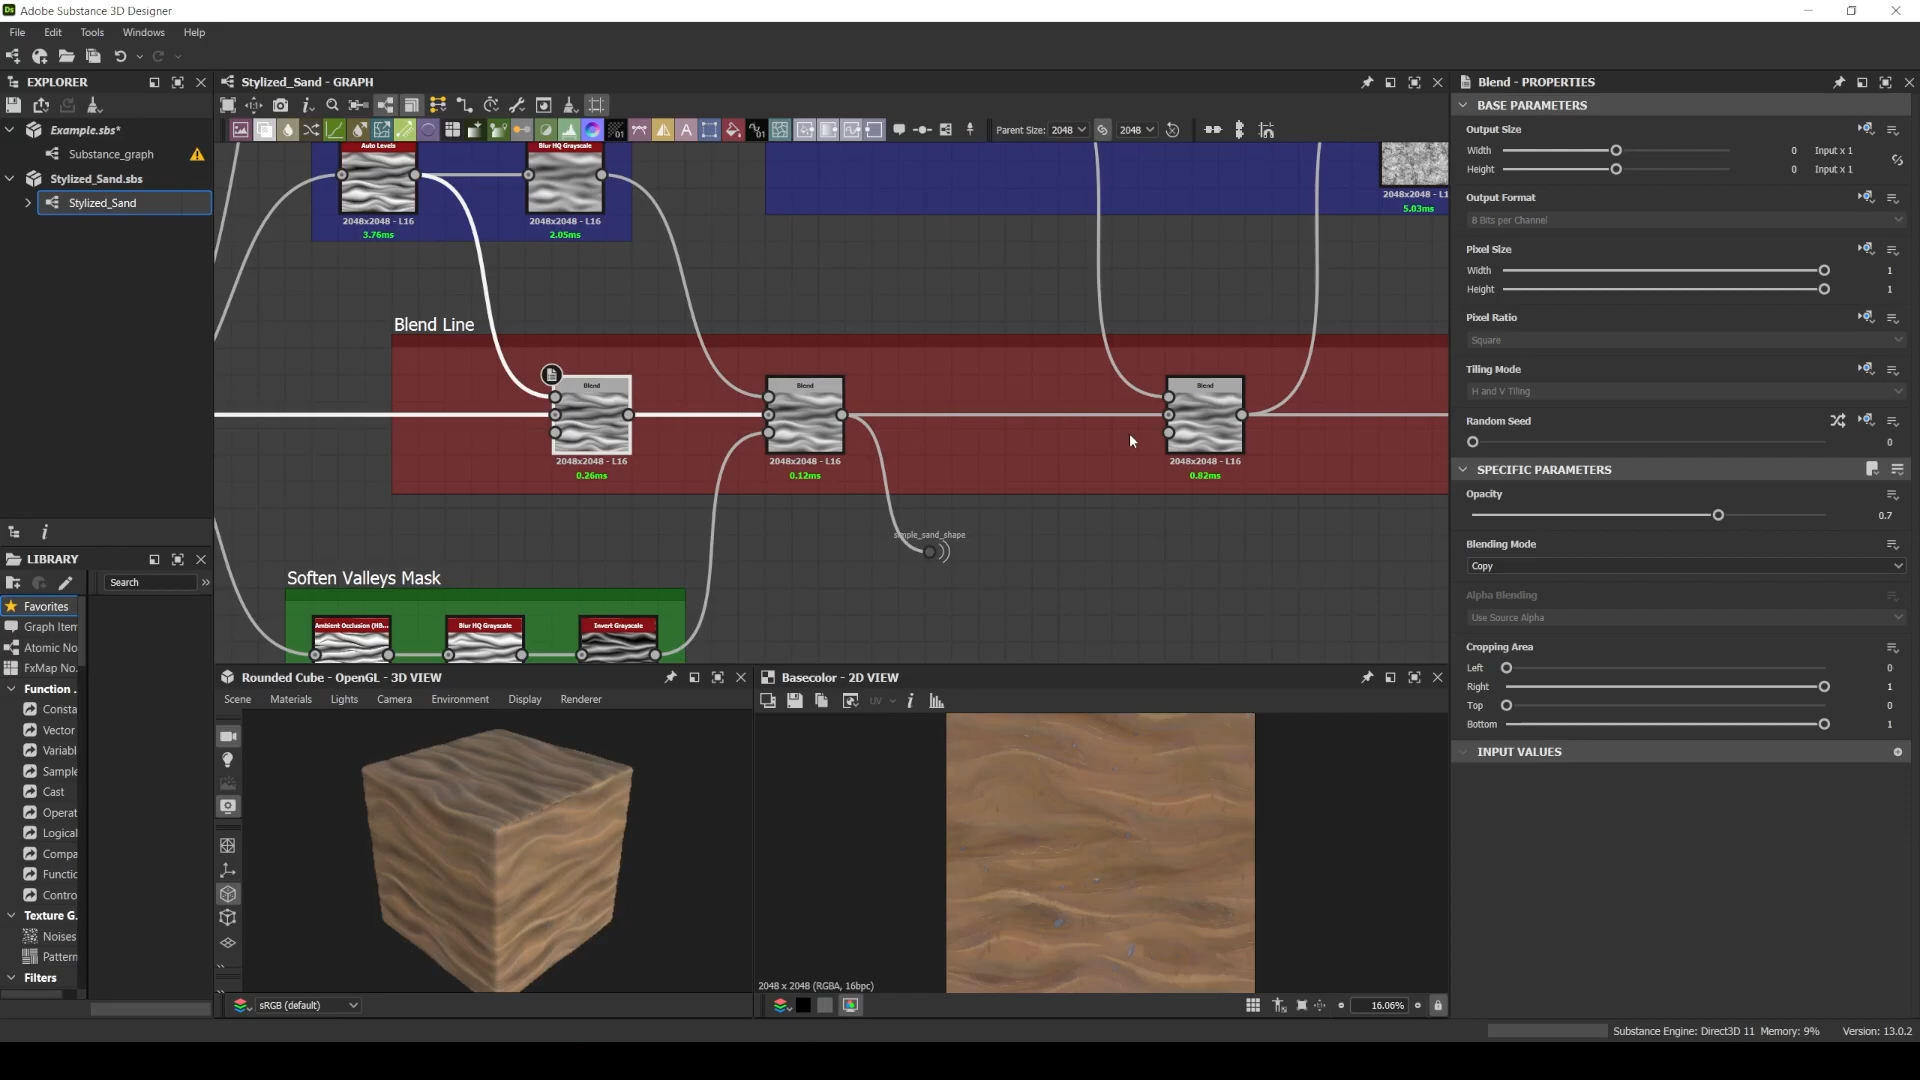 Adobe Substance 3D Designer
File Edit Tools Windows Help
EXPLORER
Example.sbs*
Substance_graph
Stylized_Sand.sbs
Stylized_Sand
LIBRARY
Search
Favorites
Graph Iten
Atomic No
FxMap No.
Function .
Consta
Vector
Variabl
Sample
Cast
Operat
Logical
Compa
Functic
Contro
Texture G.
Noises
Pattern
Filters
Stylized_Sand - GRAPH
Parent Size: 2048 2048
Auto Levels
2048x2048 - L16
3.76ms
Blur HQ Grayscale
2048x2048 - L16
2.05ms
2048x2048 - L1
5.03ms
Blend Line
Blend
2048x2048 - L16
0.26ms
Blend
2048x2048 - L16
0.12ms
Blend
2048x2048 - L16
0.82ms
simple_sand_shape
Soften Valleys Mask
Ambient Occlusion (HB...
Blur HQ Grayscale
Invert Grayscale
Rounded Cube - OpenGL - 3D VIEW
Scene Materials Lights Camera Environment Display Renderer
sRGB (default)
Basecolor - 2D VIEW
UV
2048 x 2048 (RGBA, 16bpc)
16.06%
Blend - PROPERTIES
BASE PARAMETERS
Output Size
Width 0 Input x 1
Height 0 Input x 1
Output Format
8 Bits per Channel
Pixel Size
Width 1
Height 1
Pixel Ratio
Square
Tiling Mode
H and V Tiling
Random Seed
0
SPECIFIC PARAMETERS
Opacity
0.7
Blending Mode
Copy
Alpha Blending
Use Source Alpha
Cropping Area
Left 0
Right 1
Top 0
Bottom 1
INPUT VALUES
Substance Engine: Direct3D 11 Memory: 9% Version: 13.0.2